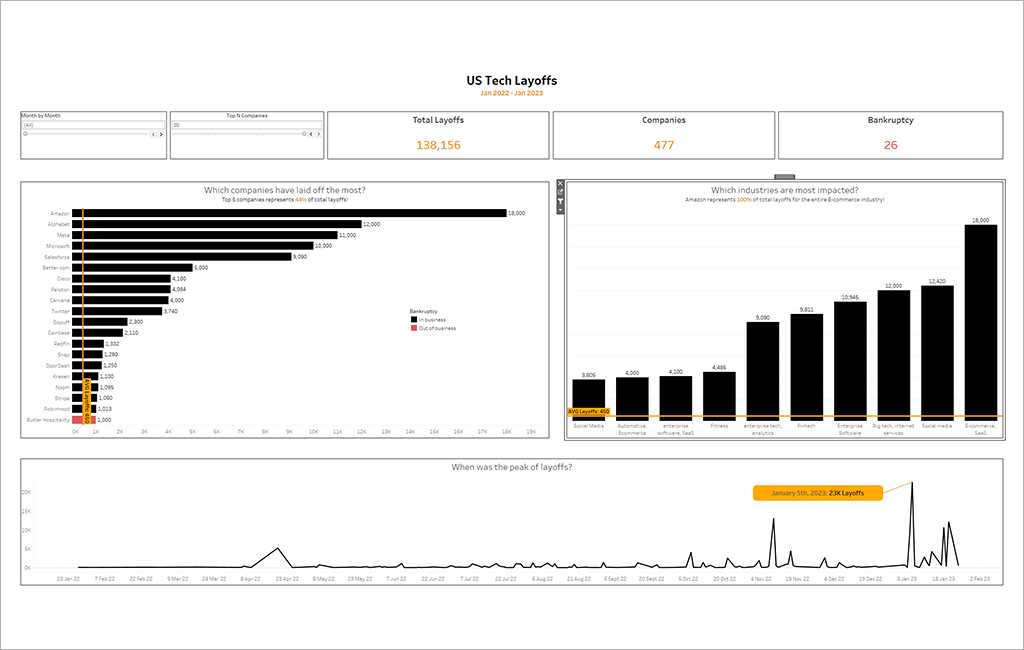 US Tech Layoffs
Jan 2022 - Jan 2023
Month by Month
(All)
Top N Companies
20
Total Layoffs
138,156
Companies
477
Bankruptcy
26
Which companies have laid off the most?
Top 5 companies represents 44% of total layoffs!
Amazon 18,000
Alphabet 12,000
Meta 11,000
Microsoft 10,000
Salesforce 9,090
Better.com 5,000
Cisco 4,100
Peloton 4,084
Carvana 4,000
Twitter 3,740
Gopuff 2,300
Coinbase 2,110
Redfin 1,332
Snap 1,280
DoorDash 1,250
Kraken 1,100
Noom 1,095
Stripe 1,050
Robinhood 1,013
Butler Hospitality 1,000
AVG Layoffs: 450
0K 1K 2K 3K 4K 5K 6K 7K 8K 9K 10K 11K 12K 13K 14K 15K 16K 17K 18K 19K
Bankruptcy
In business
Out of business
Which industries are most impacted?
Amazon represents 100% of total layoffs for the entire E-commerce industry!
3,805 4,000 4,100 4,486 9,090 9,811 10,946 12,000 12,420 18,000
AVG Layoffs: 450
Social Media
Automotive, Ecommerce
enterprise software, SaaS
Fitness
enterprise tech, analytics
Fintech
Enterprise Software
Big tech, internet services
Social media
E-commerce, SaaS
When was the peak of layoffs?
January 5th, 2023: 23K Layoffs
20K
15K
10K
5K
0K
23 Jan 22 7 Feb 22 22 Feb 22 9 Mar 22 24 Mar 22 8 Apr 22 23 Apr 22 8 May 22 23 May 22 7 Jun 22 22 Jun 22 7 Jul 22 22 Jul 22 6 Aug 22 21 Aug 22 5 Sept 22 20 Sept 22 5 Oct 22 20 Oct 22 4 Nov 22 19 Nov 22 4 Dec 22 19 Dec 22 3 Jan 23 18 Jan 23 2 Feb 23